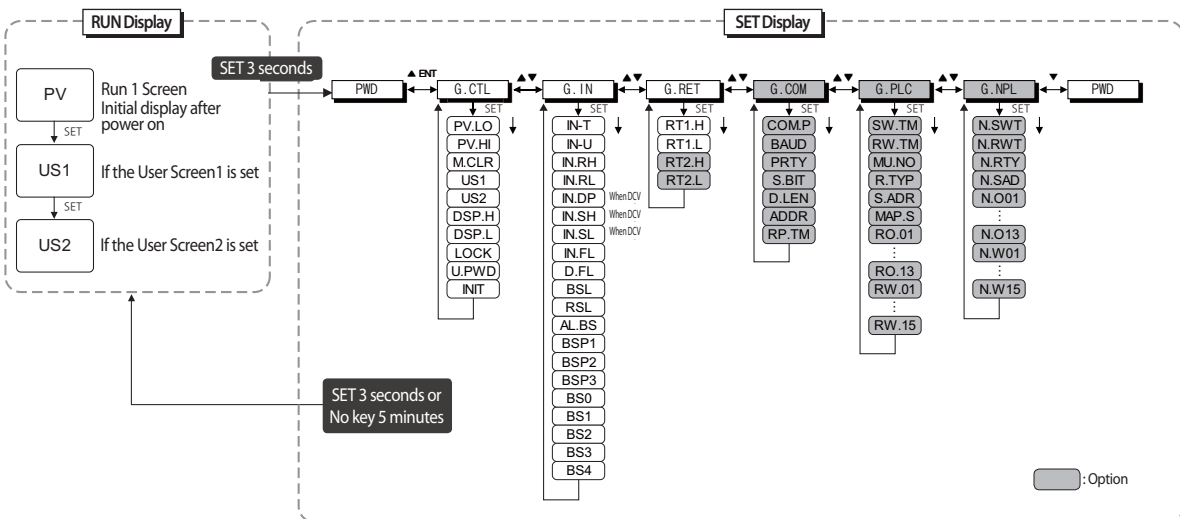 RUN Display
SET Display
SET 3 seconds
PV
Run 1 Screen
Initial display after
power on
SET
US1
If the User Screen1 is set
SET
US2
If the User Screen2 is set
SET 3 seconds or
No key 5 minutes
PWD
▲ ENT
G.CTL
▲▼
G.IN
▲▼
G.RET
▲▼
G.COM
▲▼
G.PLC
▲▼
G.NPL
▼
PWD
SET
PV.LO
PV.HI
M.CLR
US1
US2
DSP.H
DSP.L
LOCK
U.PWD
INIT
SET
IN-T
IN-U
IN.RH
IN.RL
IN.DP When DCV
IN.SH When DCV
IN.SL When DCV
IN.FL
D.FL
BSL
RSL
AL.BS
BSP1
BSP2
BSP3
BS0
BS1
BS2
BS3
BS4
SET
RT1.H
RT1.L
RT2.H
RT2.L
SET
COM.P
BAUD
PRTY
S.BIT
D.LEN
ADDR
RP.TM
SET
SW.TM
RW.TM
MU.NO
R.TYP
S.ADR
MAP.S
RO.01
⋮
RO.13
RW.01
⋮
RW.15
SET
N.SWT
N.RWT
N.RTY
N.SAD
N.O01
⋮
N.O13
N.W01
⋮
N.W15
: Option